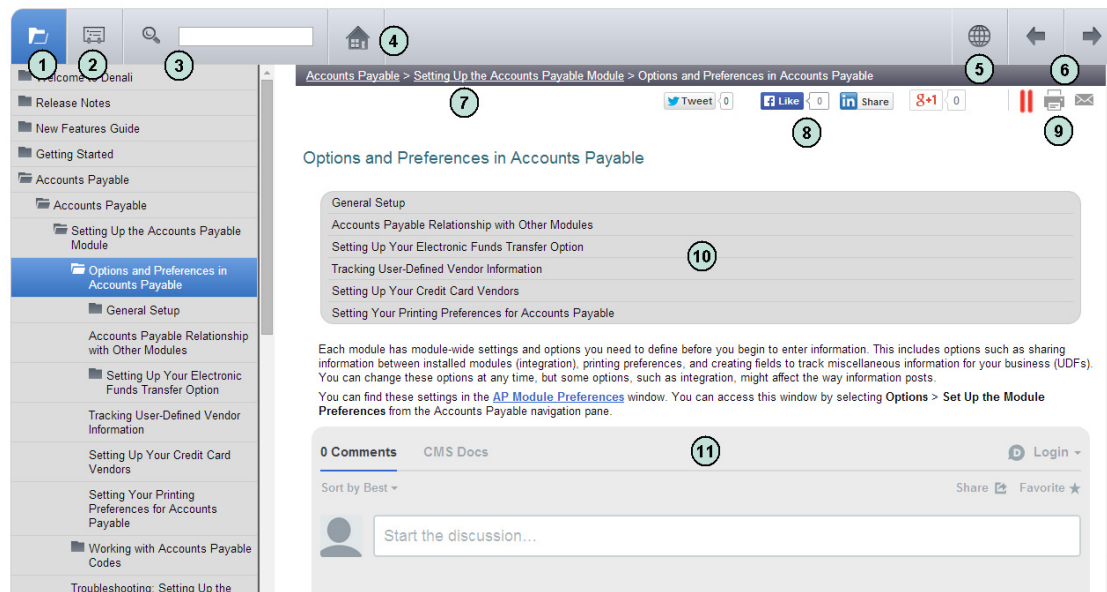 1
2
3
4
5
6
Welcome to Denali
Release Notes
New Features Guide
Getting Started
Accounts Payable
Accounts Payable
Setting Up the Accounts Payable
Module
Options and Preferences in
Accounts Payable
General Setup
Accounts Payable Relationship
with Other Modules
Setting Up Your Electronic
Funds Transfer Option
Tracking User-Defined Vendor
Information
Setting Up Your Credit Card
Vendors
Setting Your Printing
Preferences for Accounts
Payable
Working with Accounts Payable
Codes
Troubleshooting: Setting Up the
Accounts Payable > Setting Up the Accounts Payable Module > Options and Preferences in Accounts Payable
7
Tweet 0 Like 0 in Share g+1 0
8
9
Options and Preferences in Accounts Payable
General Setup
Accounts Payable Relationship with Other Modules
Setting Up Your Electronic Funds Transfer Option
10
Tracking User-Defined Vendor Information
Setting Up Your Credit Card Vendors
Setting Your Printing Preferences for Accounts Payable
Each module has module-wide settings and options you need to define before you begin to enter information. This includes options such as sharing
information between installed modules (integration), printing preferences, and creating fields to track miscellaneous information for your business (UDFs).
You can change these options at any time, but some options, such as integration, might affect the way information posts.
You can find these settings in the AP Module Preferences window. You can access this window by selecting Options > Set Up the Module
Preferences from the Accounts Payable navigation pane.
0 Comments CMS Docs 11 D Login
Sort by Best Share Favorite
Start the discussion...